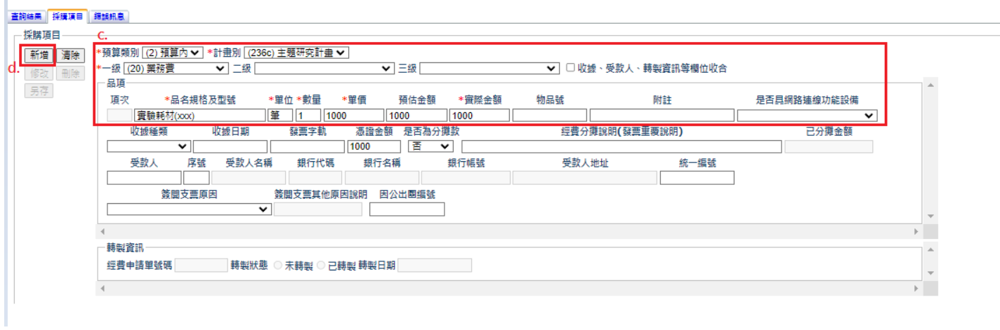 查詢結果 採購項目 錯誤訊息
採購項目
c.
新增 清除
d.
修改 刪除
另存
*預算類別 (2) 預算內 *計畫別 (236c) 主題研究計畫
*一級 (20) 業務費 二級 三級 收據、受款人、轉製資訊等欄位收合
品項
項次 *品名規格及型號 *單位 *數量 *單價 預估金額 *實際金額 物品號 附註 是否具網路連線功能設備
實驗耗材(xxx) 筆 1 1000 1000 1000
收據種類 收據日期 發票字軌 憑證金額 是否為分攤款 經費分攤說明(發票重覆說明) 已分攤金額
1000 否
受款人 序號 受款人名稱 銀行代碼 銀行名稱 銀行帳號 受款人地址 統一編號
簽開支票原因 簽開支票其他原因說明 因公出團編號
轉製資訊
經費申請單號碼 轉製狀態 未轉製 已轉製 轉製日期